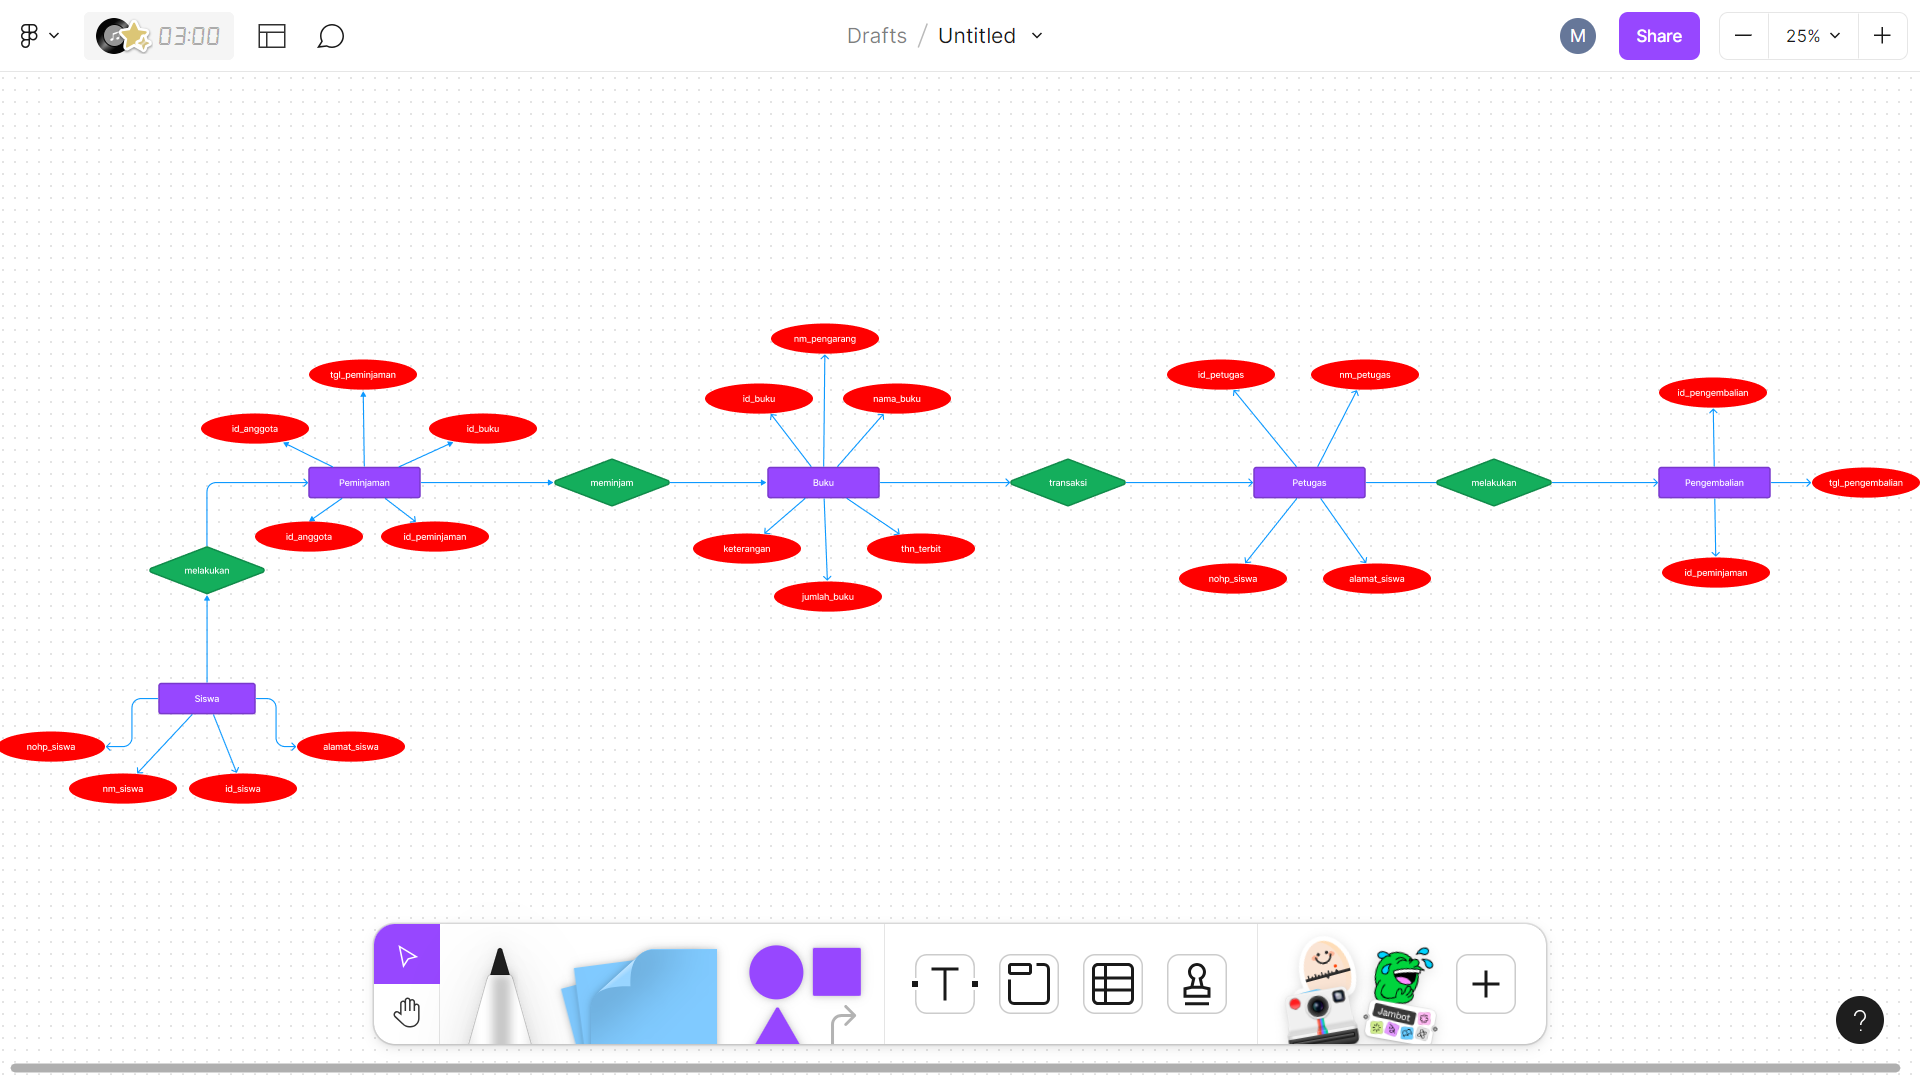 03:00
Drafts / Untitled
M
Share
25%
nm_pengarang
tgl_peminjaman
id_petugas
nm_petugas
id_pengembalian
id_buku
nama_buku
id_anggota
id_buku
Peminjaman
meminjam
Buku
transaksi
Petugas
melakukan
Pengembalian
tgl_pengembalian
id_anggota
id_peminjaman
keterangan
thn_terbit
melakukan
id_peminjaman
nohp_siswa
alamat_siswa
jumlah_buku
Siswa
nohp_siswa
alamat_siswa
nm_siswa
id_siswa
T
Jambot
?